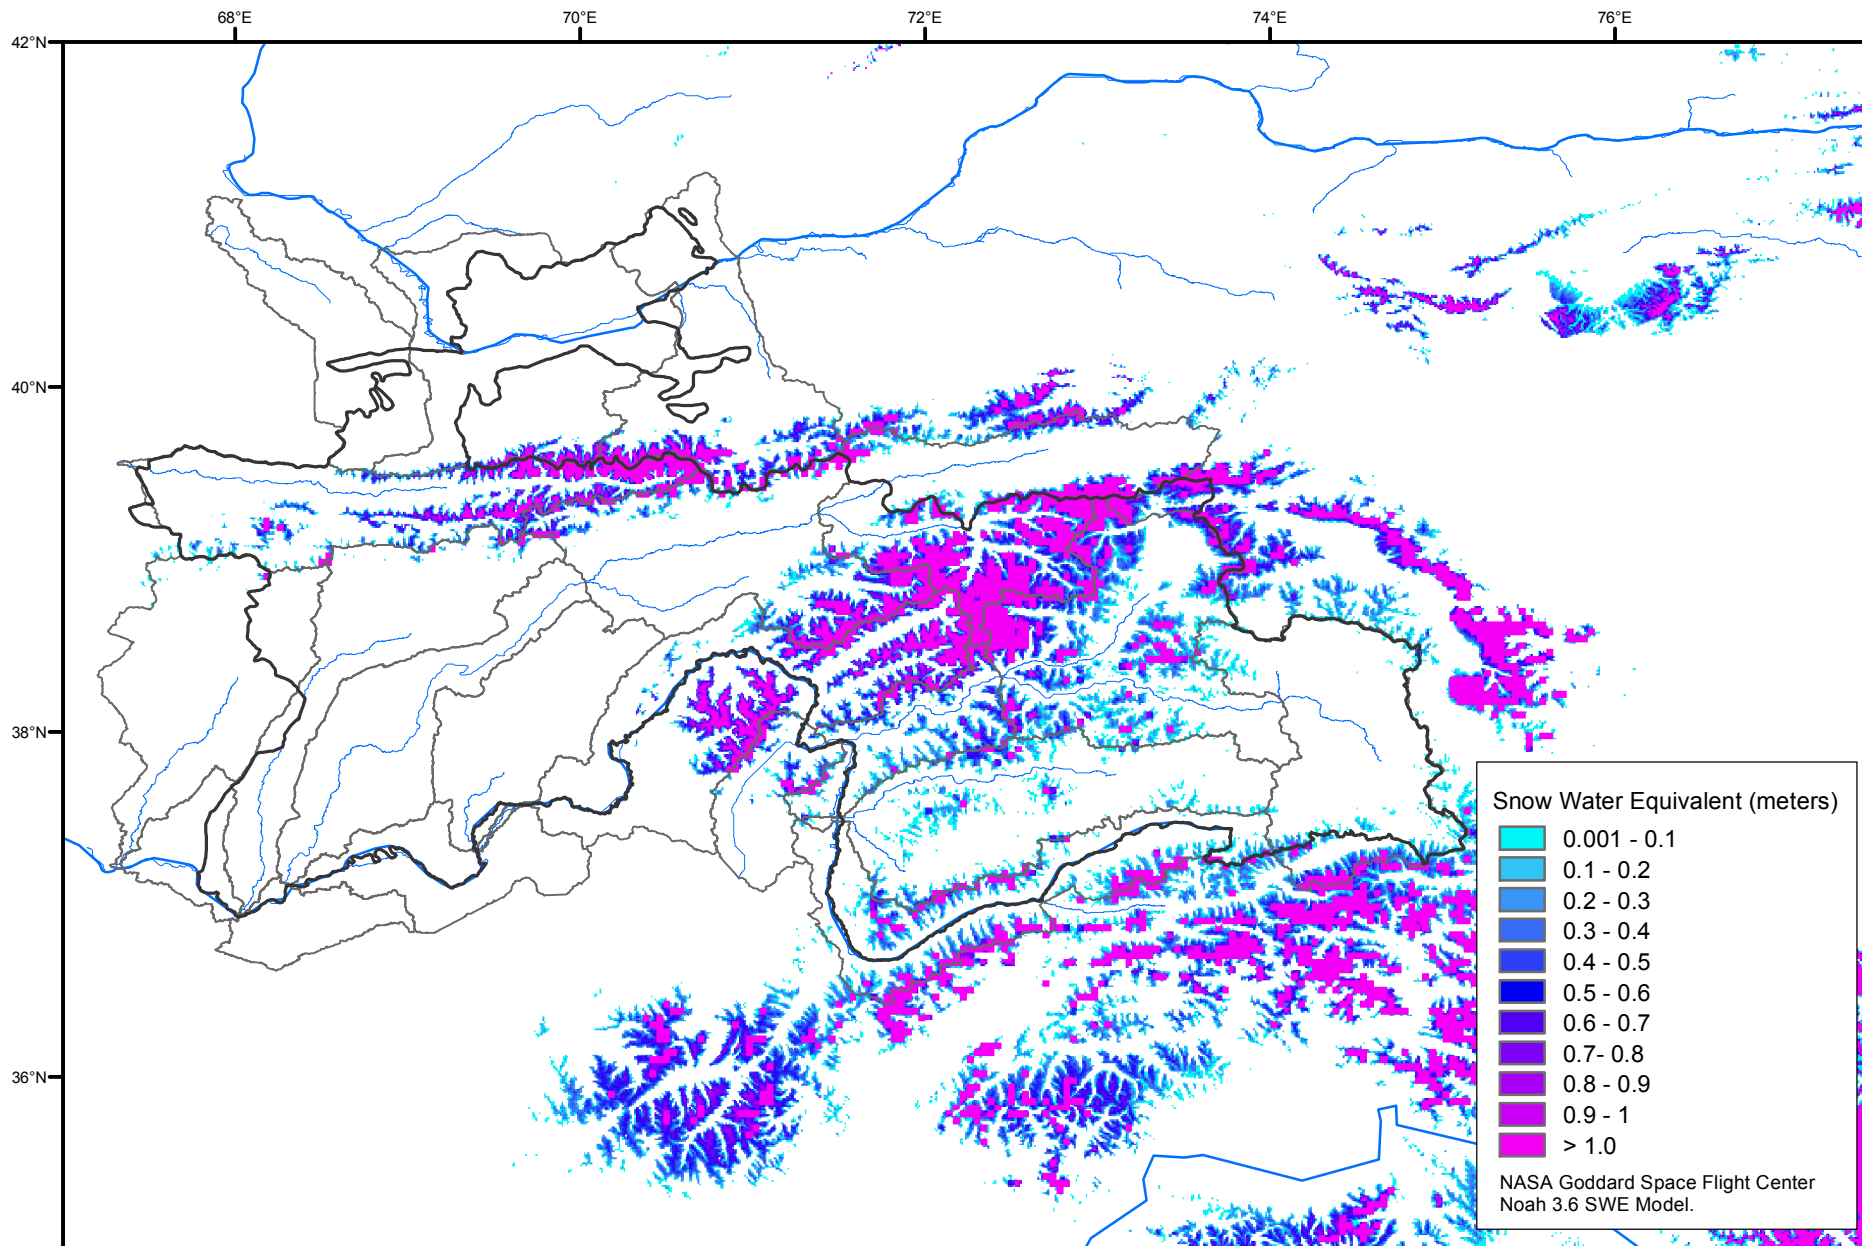 68°E
70°E
72°E
74°E
76°E
42°N
40°N
38°N
36°N
Snow Water Equivalent (meters)
0.001 - 0.1
0.1 - 0.2
0.2 - 0.3
0.3 - 0.4
0.4 - 0.5
0.5 - 0.6
0.6 - 0.7
0.7- 0.8
0.8 - 0.9
0.9 - 1
> 1.0
NASA Goddard Space Flight Center
Noah 3.6 SWE Model.